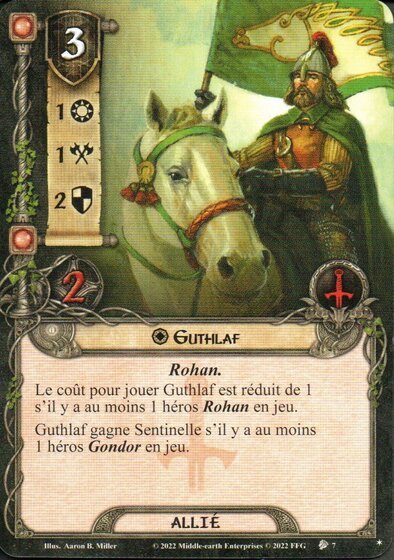 3
1
1
2
2
Guthlaf
Rohan.
Le coût pour jouer Guthlaf est réduit de 1
s'il y a au moins 1 héros Rohan en jeu.
Guthlaf gagne Sentinelle s'il y a au moins
1 héros Gondor en jeu.
ALLIÉ
Illus. Aaron B. Miller © 2022 Middle-earth Enterprises © 2022 FFG 7